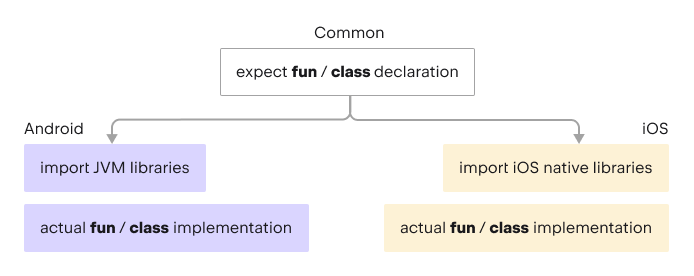 Common
expect fun / class declaration
Android
iOS
import JVM libraries
import iOS native libraries
actual fun / class implementation
actual fun / class implementation